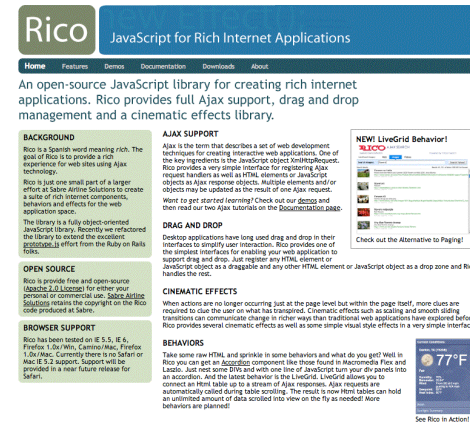 Rico
new Effect();
JavaScript for Rich Internet Applications
Home Features Demos Documentation Downloads About
An open-source JavaScript library for creating rich internet
applications. Rico provides full Ajax support, drag and drop
management and a cinematic effects library.
BACKGROUND
Rico is a Spanish word meaning rich. The
goal of Rico is to provide a rich
experience for web sites using Ajax
technology.
Rico is just one small part of a larger
effort at Sabre Airline Solutions to create
a suite of rich internet components,
behaviors and effects for the web
application space.
The library is a fully object-oriented
JavaScript library. Recently we refactored
the library to extend the excellent
prototype.js effort from the Ruby on Rails
folks.
OPEN SOURCE
Rico is provide free and open-source
(Apache 2.0 License) for either your
personal or commercial use. Sabre Airline
Solutions retains the copyright on the Rico
code produced at Sabre.
BROWSER SUPPORT
Rico has been tested on IE 5.5, IE 6,
Firefox 1.0x/Win, Camino/Mac, Firefox
1.0x/Mac. Currently there is no Safari or
Mac IE 5.2 support. Support will be
provided in a near future release for
Safari.
AJAX SUPPORT
Ajax is the term that describes a set of web development
techniques for creating interactive web applications. One of
the key ingredients is the JavaScript object XmlHttpRequest.
Rico provides a very simple interface for registering Ajax
request handlers as well as HTML elements or JavaScript
objects as Ajax response objects. Multiple elements and/or
objects may be updated as the result of one Ajax request.
Want to get started learning? Check out our demos and
then read our two Ajax tutorials on the Documentation page.
NEW! LiveGrid Behavior!
RICO
Check out the Alternative to Paging!
DRAG AND DROP
Desktop applications have long used drag and drop in their
interfaces to simplify user interaction. Rico provides one of
the simplest interfaces for enabling your web application to
support drag and drop. Just register any HTML element or
JavaScript object as a draggable and any other HTML element or JavaScript object as a drop zone and Ri
handles the rest.
CINEMATIC EFFECTS
When actions are no longer occurring just at the page level but within the page itself, more clues are
required to clue the user on what has transpired. Cinematic effects such as scaling and smooth sliding
transitions can communicate change in richer ways than traditional web applications have explored befor
Rico provides several cinematic effects as well as some simple visual style effects in a very simple interfac
BEHAVIORS
Take some raw HTML and sprinkle in some behaviors and what do you get? Well in
Rico you can get an Accordion component like those found in Macromedia Flex and
Laszlo. Just nest some DIVs and with one line of JavaScript turn your div panels into
an accordion. And the latest behavior is the LiveGrid. LiveGrid allows you to
connect an Html table up to a stream of Ajax responses. Ajax requests are
automatically called during table scrolling. The result is now Html tables can hold
an unlimited amount of data scrolled into view on the fly as needed! More
behaviors are planned!
77°F
See Rico in Action!